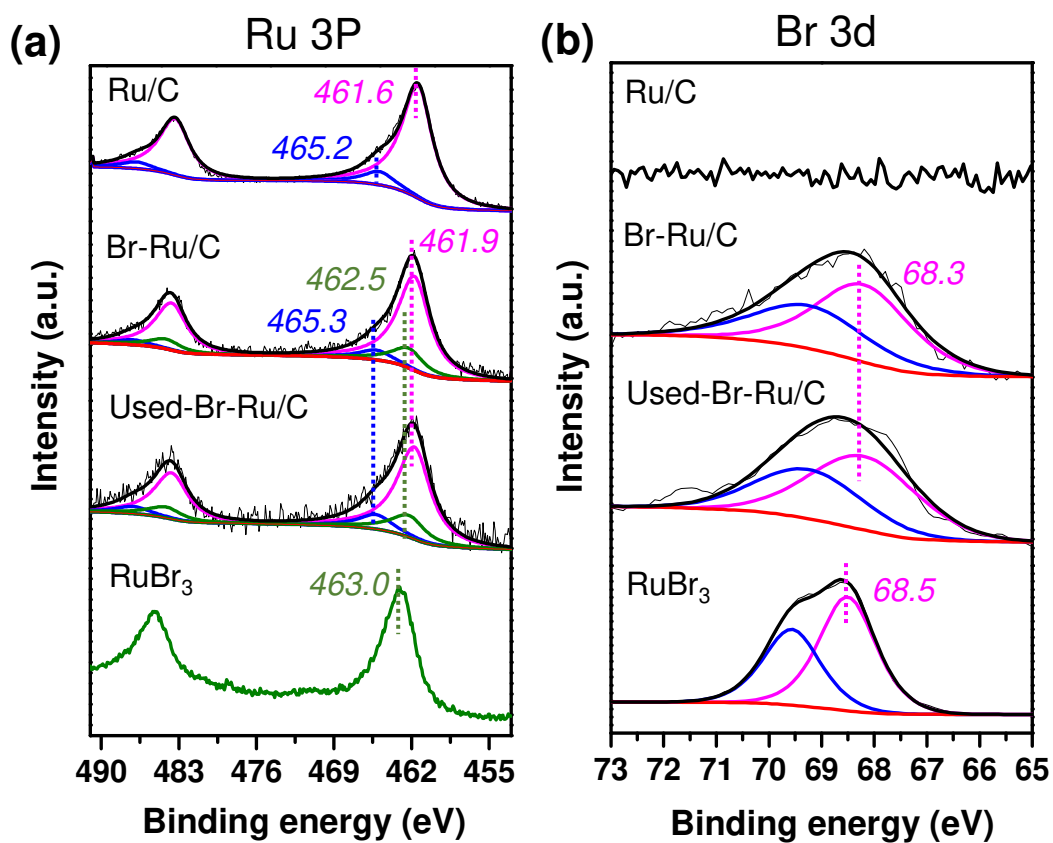 (a)
Ru 3P
Intensity (a.u.)
Ru/C
461.6
465.2
Br-Ru/C
461.9
462.5
465.3
Used-Br-Ru/C
RuBr3
463.0
490 483 476 469 462 455
Binding energy (eV)
(b)
Br 3d
Intensity (a.u.)
Ru/C
Br-Ru/C
68.3
Used-Br-Ru/C
RuBr3
68.5
73 72 71 70 69 68 67 66 65
Binding energy (eV)